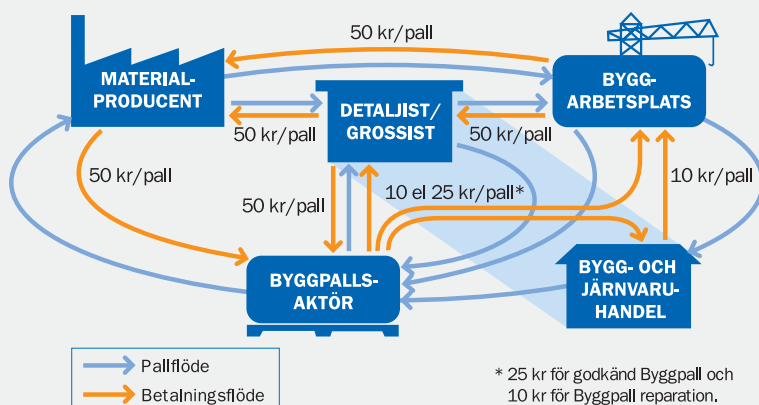 50 kr/pall
MATERIAL-
PRODUCENT
BYGG-
ARBETSPLATS
DETALJIST/
GROSSIST
50 kr/pall
50 kr/pall
50 kr/pall
50 kr/pall
10 el 25 kr/pall*
10 kr/pall
BYGGPALLS-
AKTÖR
BYGG- OCH
JÄRNVARU-
HANDEL
Pallflöde
Betalningsflöde
* 25 kr för godkänd Byggpall och
10 kr för Byggpall reparation.